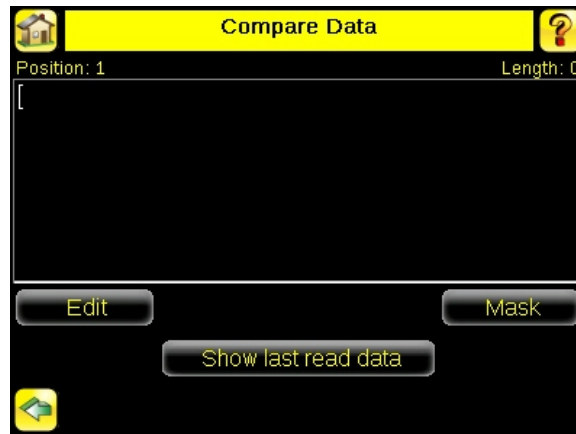 Compare Data
Position: 1 Length: 0
[
Edit Mask
Show last read data